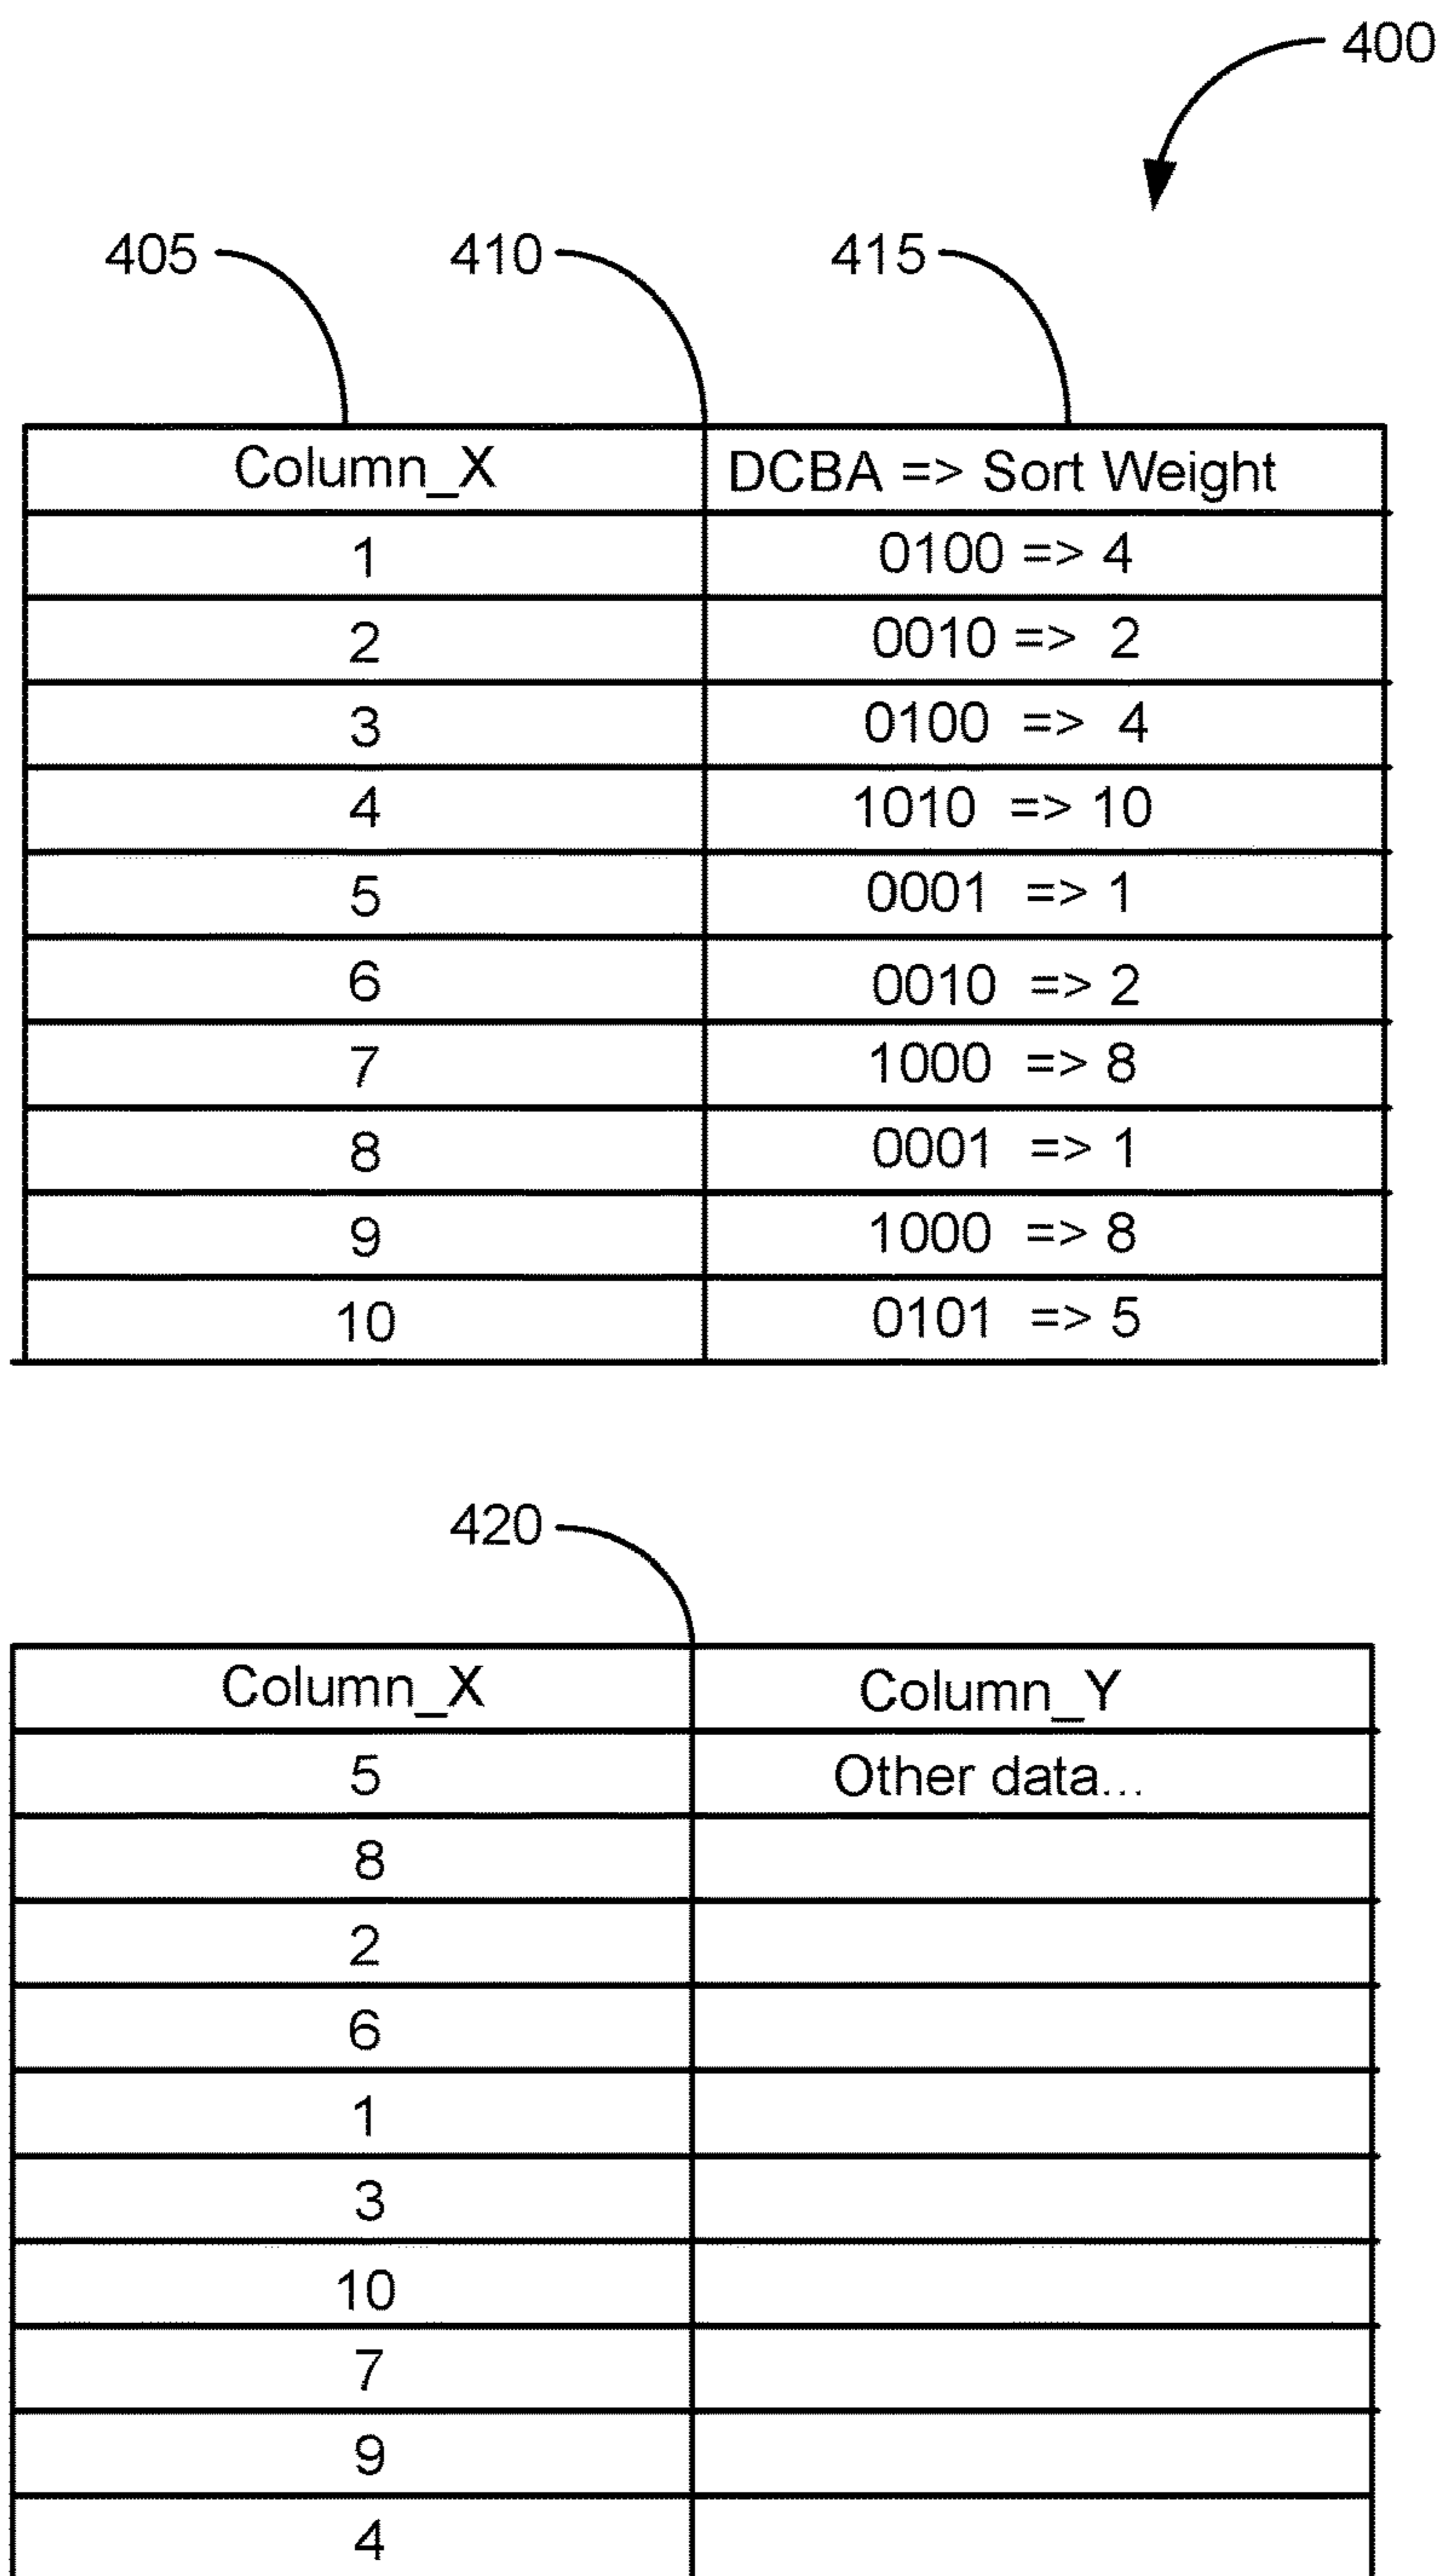 400
405 410 415
Column_X DCBA => Sort Weight
1 0100 => 4
2 0010 => 2
3 0100 => 4
4 1010 => 10
5 0001 => 1
6 0010 => 2
7 1000 => 8
8 0001 => 1
9 1000 => 8
10 0101 => 5
420
Column_X Column_Y
5 Other data...
8
2
6
1
3
10
7
9
4